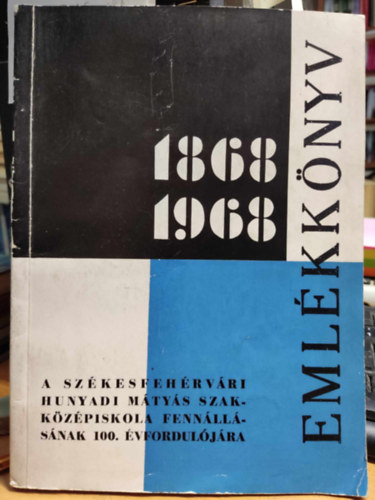 1868
1968
EMLÉKKÖNYV
A SZÉKESFEHÉRVÁRI
HUNYADI MÁTYÁS SZAK-
KÖZÉPISKOLA FENNÁLLÁ-
SÁNAK 100. ÉVFORDULÓJÁRA